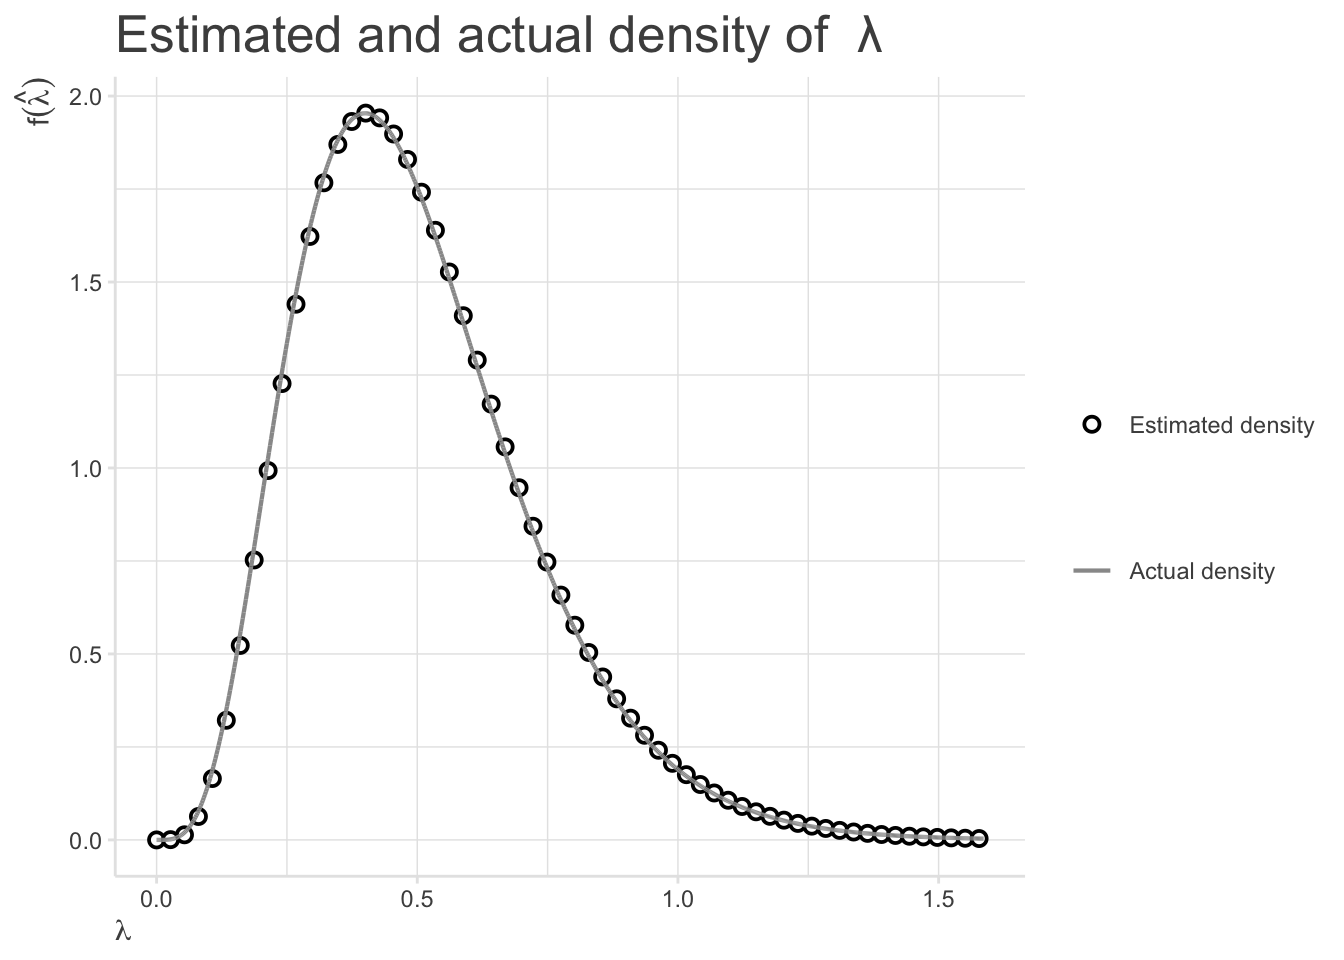 Estimated and actual density of λ
f(λ̂)
2.0
1.5
1.0
0.5
0.0
0.0 0.5 1.0 1.5
λ
Estimated density
Actual density